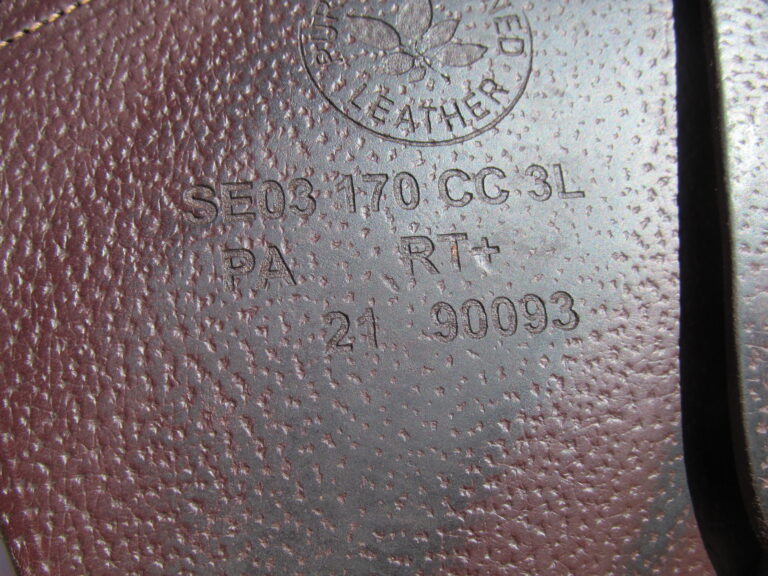 LEATHER
SE03 170 CC 3L
PA RT+
21 90093